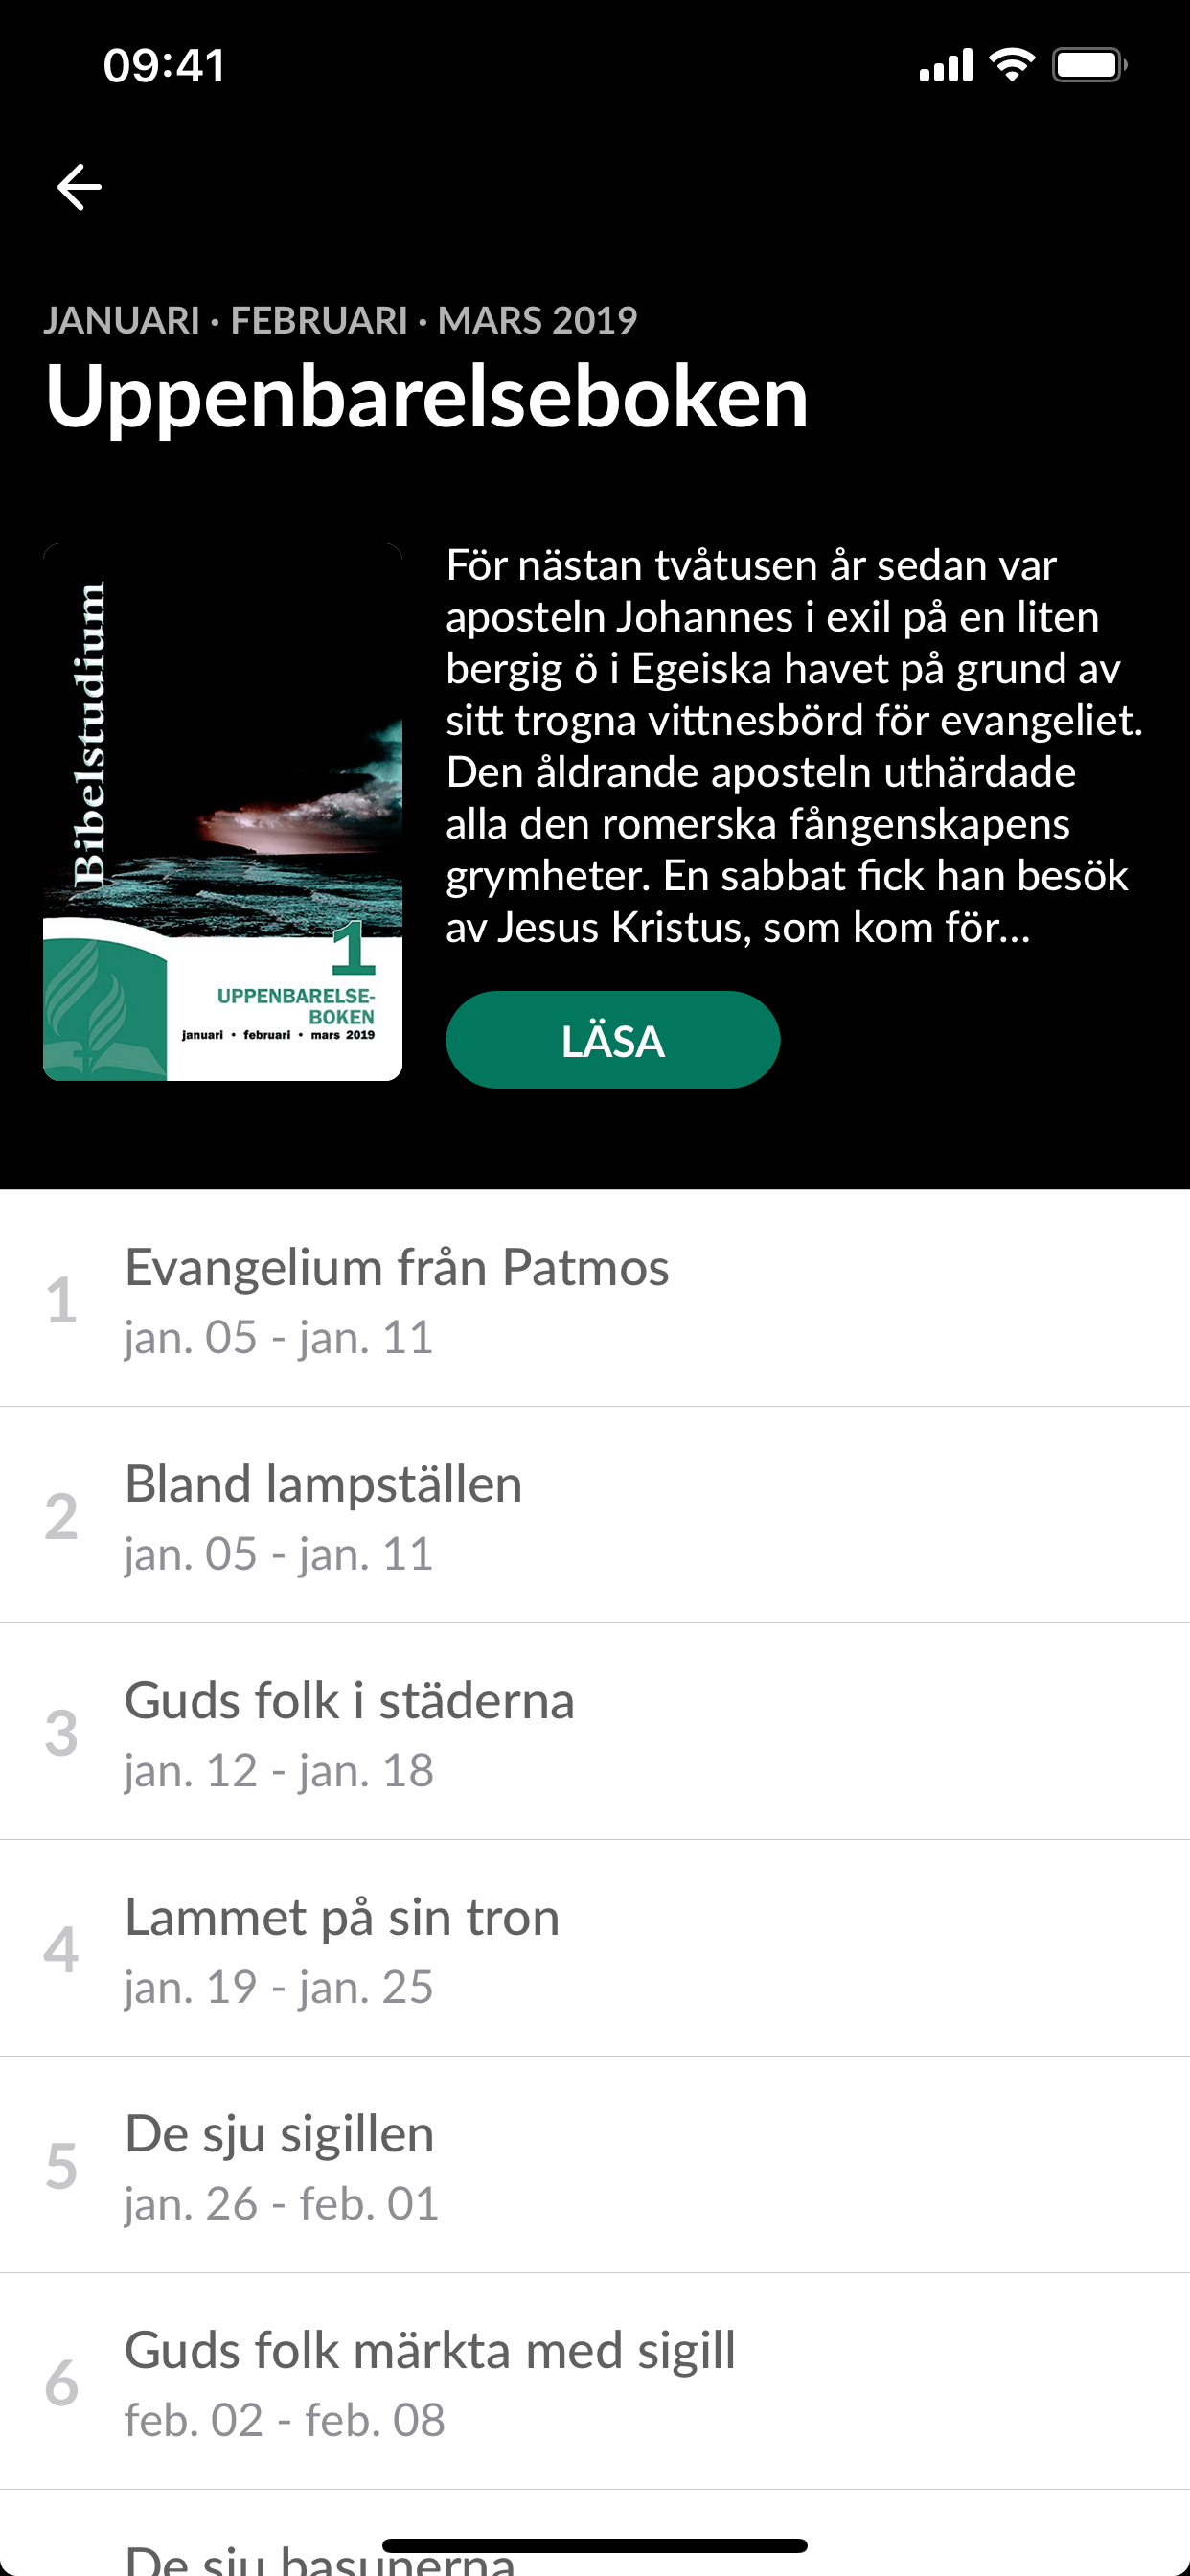 09:41
JANUARI · FEBRUARI · MARS 2019
Uppenbarelseboken
Bibelstudium
1
UPPENBARELSE-
BOKEN
januari • februari • mars 2019
För nästan tvåtusen år sedan var
aposteln Johannes i exil på en liten
bergig ö i Egeiska havet på grund av
sitt trogna vittnesbörd för evangeliet.
Den åldrande aposteln uthärdade
alla den romerska fångenskapens
grymheter. En sabbat fick han besök
av Jesus Kristus, som kom för...
LÄSA
1
Evangelium från Patmos
jan. 05 - jan. 11
2
Bland lampställen
jan. 05 - jan. 11
3
Guds folk i städerna
jan. 12 - jan. 18
4
Lammet på sin tron
jan. 19 - jan. 25
5
De sju sigillen
jan. 26 - feb. 01
6
Guds folk märkta med sigill
feb. 02 - feb. 08
De sju basunerna